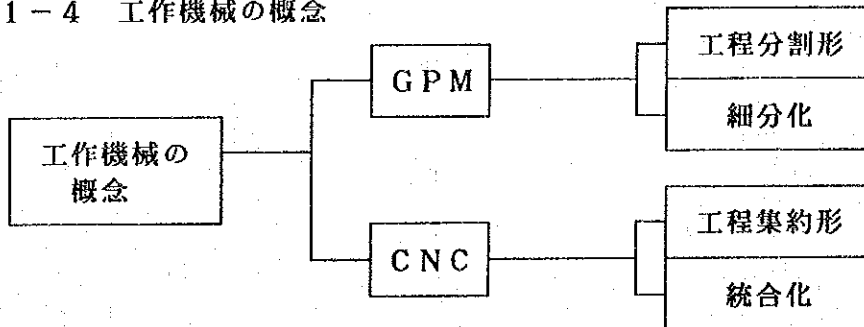 1－4　工作機械の概念
工作機械の
概念
ＧＰＭ
工程分割形
細分化
ＣＮＣ
工程集約形
統合化